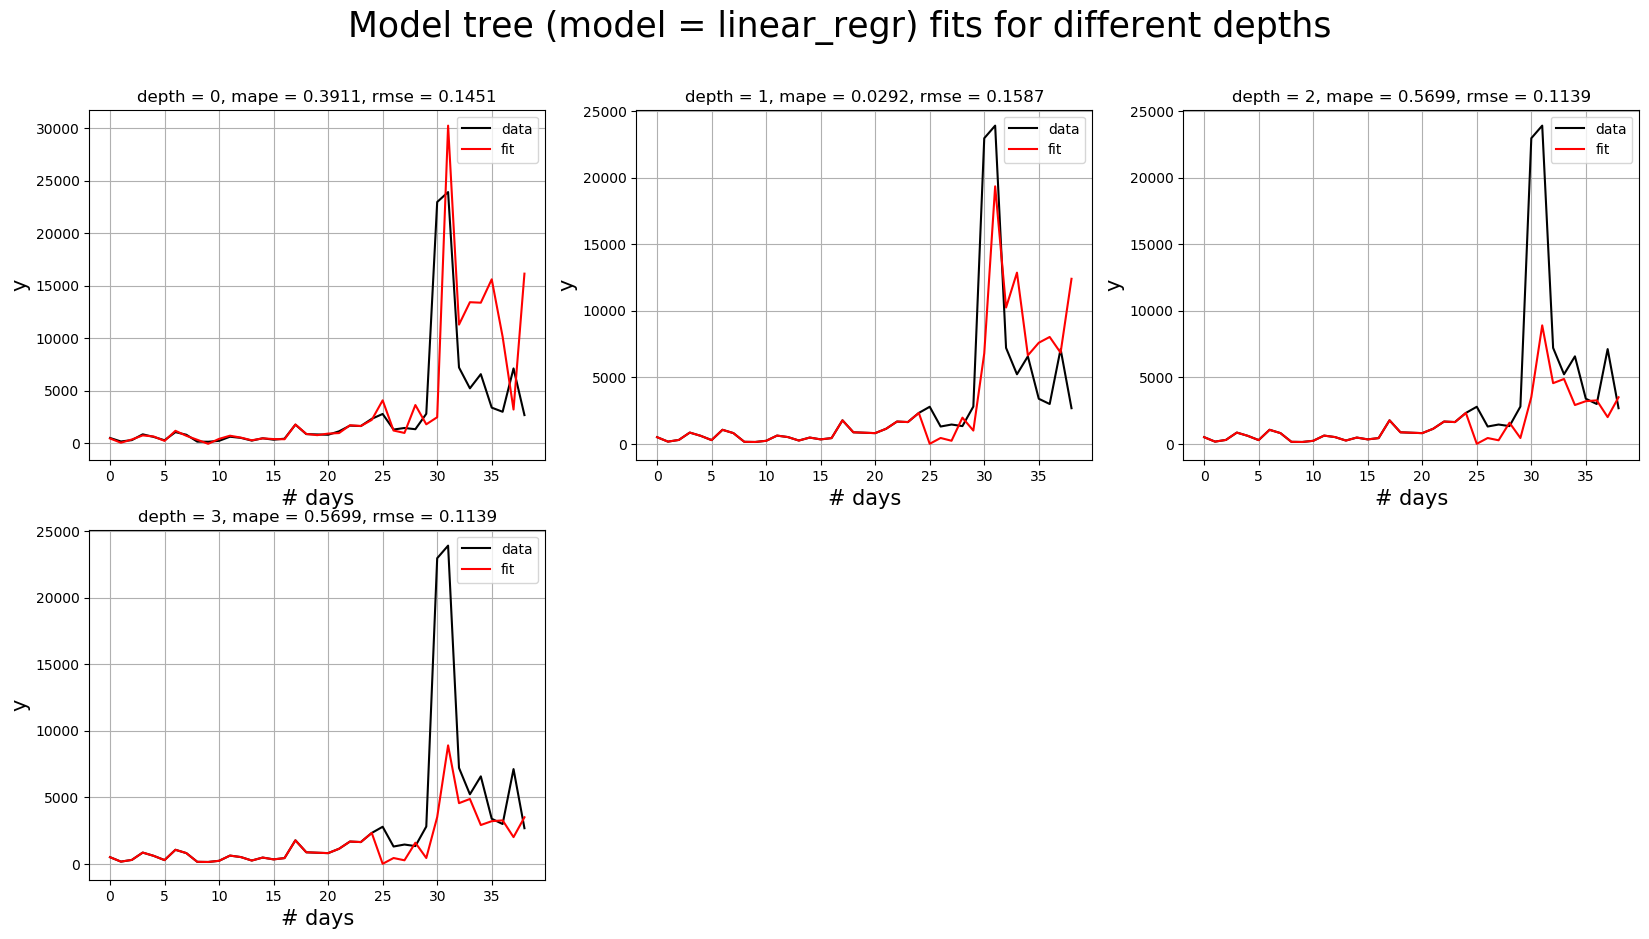 Model tree (model = linear_regr) fits for different depths
depth = 0, mape = 0.3911, rmse = 0.1451
30000
25000
20000
15000
10000
5000
0
y
data
fit
0 5 10 15 20 25 30 35
# days
depth = 1, mape = 0.0292, rmse = 0.1587
25000
20000
15000
10000
5000
0
y
data
fit
0 5 10 15 20 25 30 35
# days
depth = 2, mape = 0.5699, rmse = 0.1139
25000
20000
15000
10000
5000
0
y
data
fit
0 5 10 15 20 25 30 35
# days
depth = 3, mape = 0.5699, rmse = 0.1139
25000
20000
15000
10000
5000
0
y
data
fit
0 5 10 15 20 25 30 35
# days